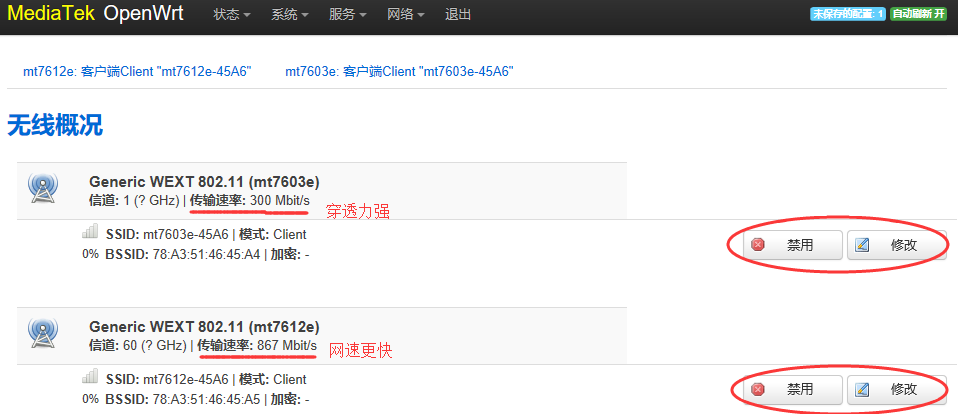 MediaTek OpenWrt 状态 系统 服务 网络 退出 未保存的配置: 1 自动刷新 开
mt7612e: 客户端Client "mt7612e-45A6" mt7603e: 客户端Client "mt7603e-45A6"
无线概况
Generic WEXT 802.11 (mt7603e)
信道: 1 (? GHz) | 传输速率: 300 Mbit/s 穿透力强
SSID: mt7603e-45A6 | 模式: Client
0% BSSID: 78:A3:51:46:45:A4 | 加密: -
禁用 修改
Generic WEXT 802.11 (mt7612e)
信道: 60 (? GHz) | 传输速率: 867 Mbit/s 网速更快
SSID: mt7612e-45A6 | 模式: Client
0% BSSID: 78:A3:51:46:45:A5 | 加密: -
禁用 修改